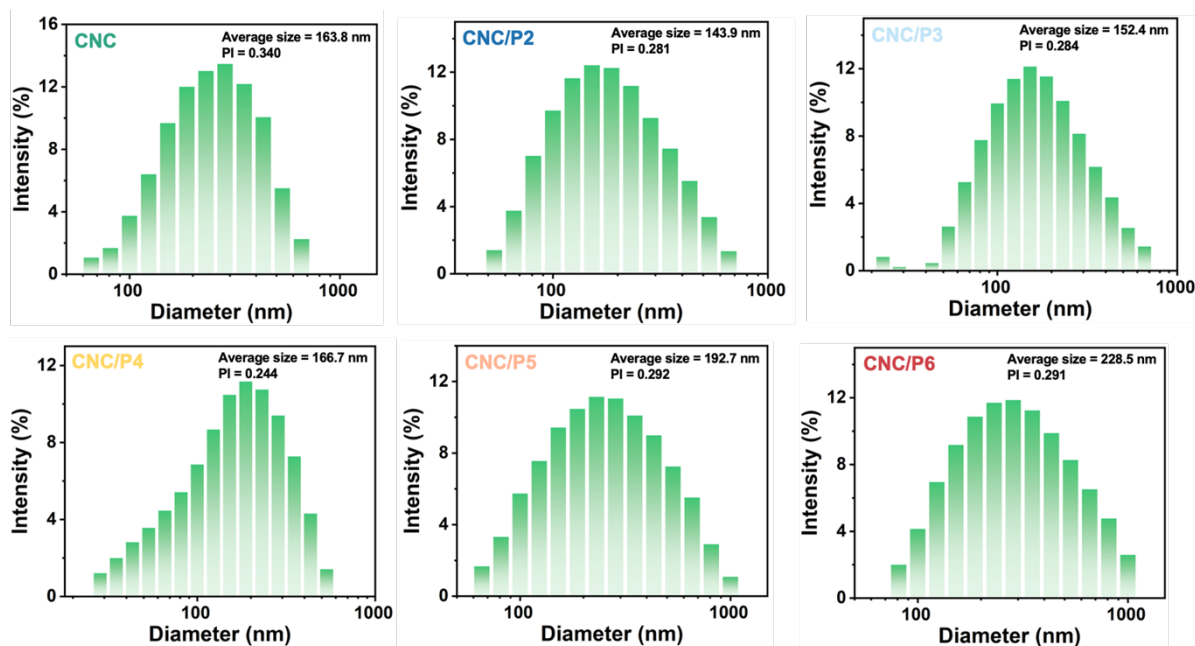 CNC
Average size = 163.8 nm
PI = 0.340
Intensity (%)
16
12
8
4
0
100
1000
Diameter (nm)
CNC/P2
Average size = 143.9 nm
PI = 0.281
Intensity (%)
12
8
4
0
100
1000
Diameter (nm)
CNC/P3
Average size = 152.4 nm
PI = 0.284
Intensity (%)
12
8
4
0
100
1000
Diameter (nm)
CNC/P4
Average size = 166.7 nm
PI = 0.244
Intensity (%)
12
8
4
0
100
1000
Diameter (nm)
CNC/P5
Average size = 192.7 nm
PI = 0.292
Intensity (%)
12
8
4
0
100
1000
Diameter (nm)
CNC/P6
Average size = 228.5 nm
PI = 0.291
Intensity (%)
12
8
4
0
100
1000
Diameter (nm)